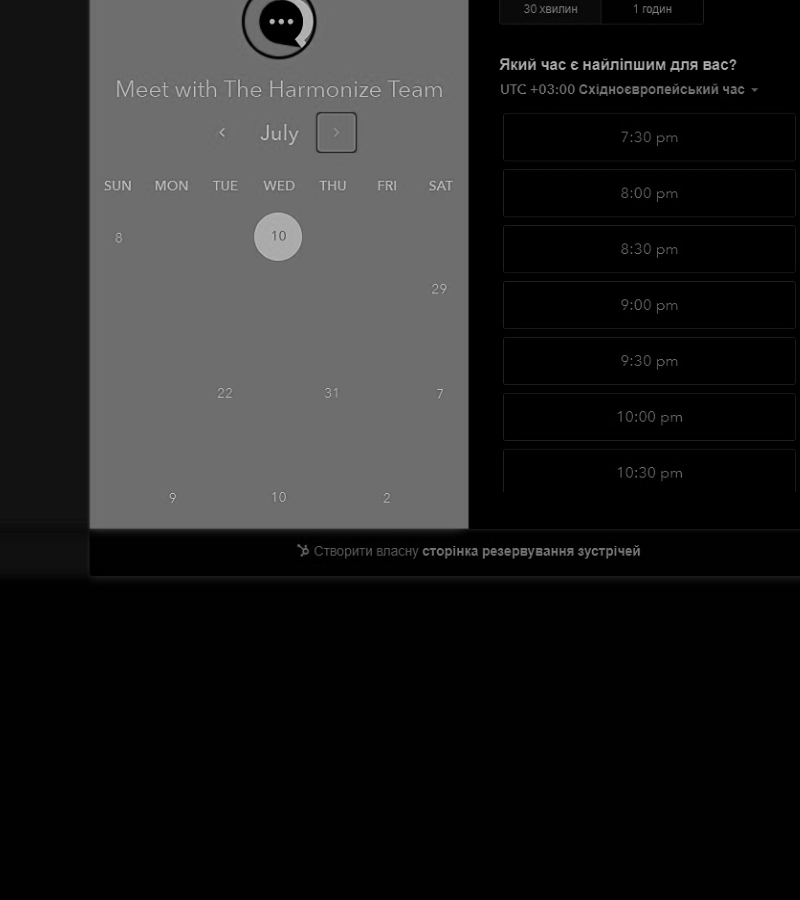 Meet with The Harmonize Team
July
SUN MON TUE WED THU FRI SAT
8 10
29
22 31 7
9 10 2
30 хвилин 1 годин
Який час є найліпшим для вас?
UTC +03:00 Східноєвропейський час
7:30 pm
8:00 pm
8:30 pm
9:00 pm
9:30 pm
10:00 pm
10:30 pm
Створити власну сторінка резервування зустрічей